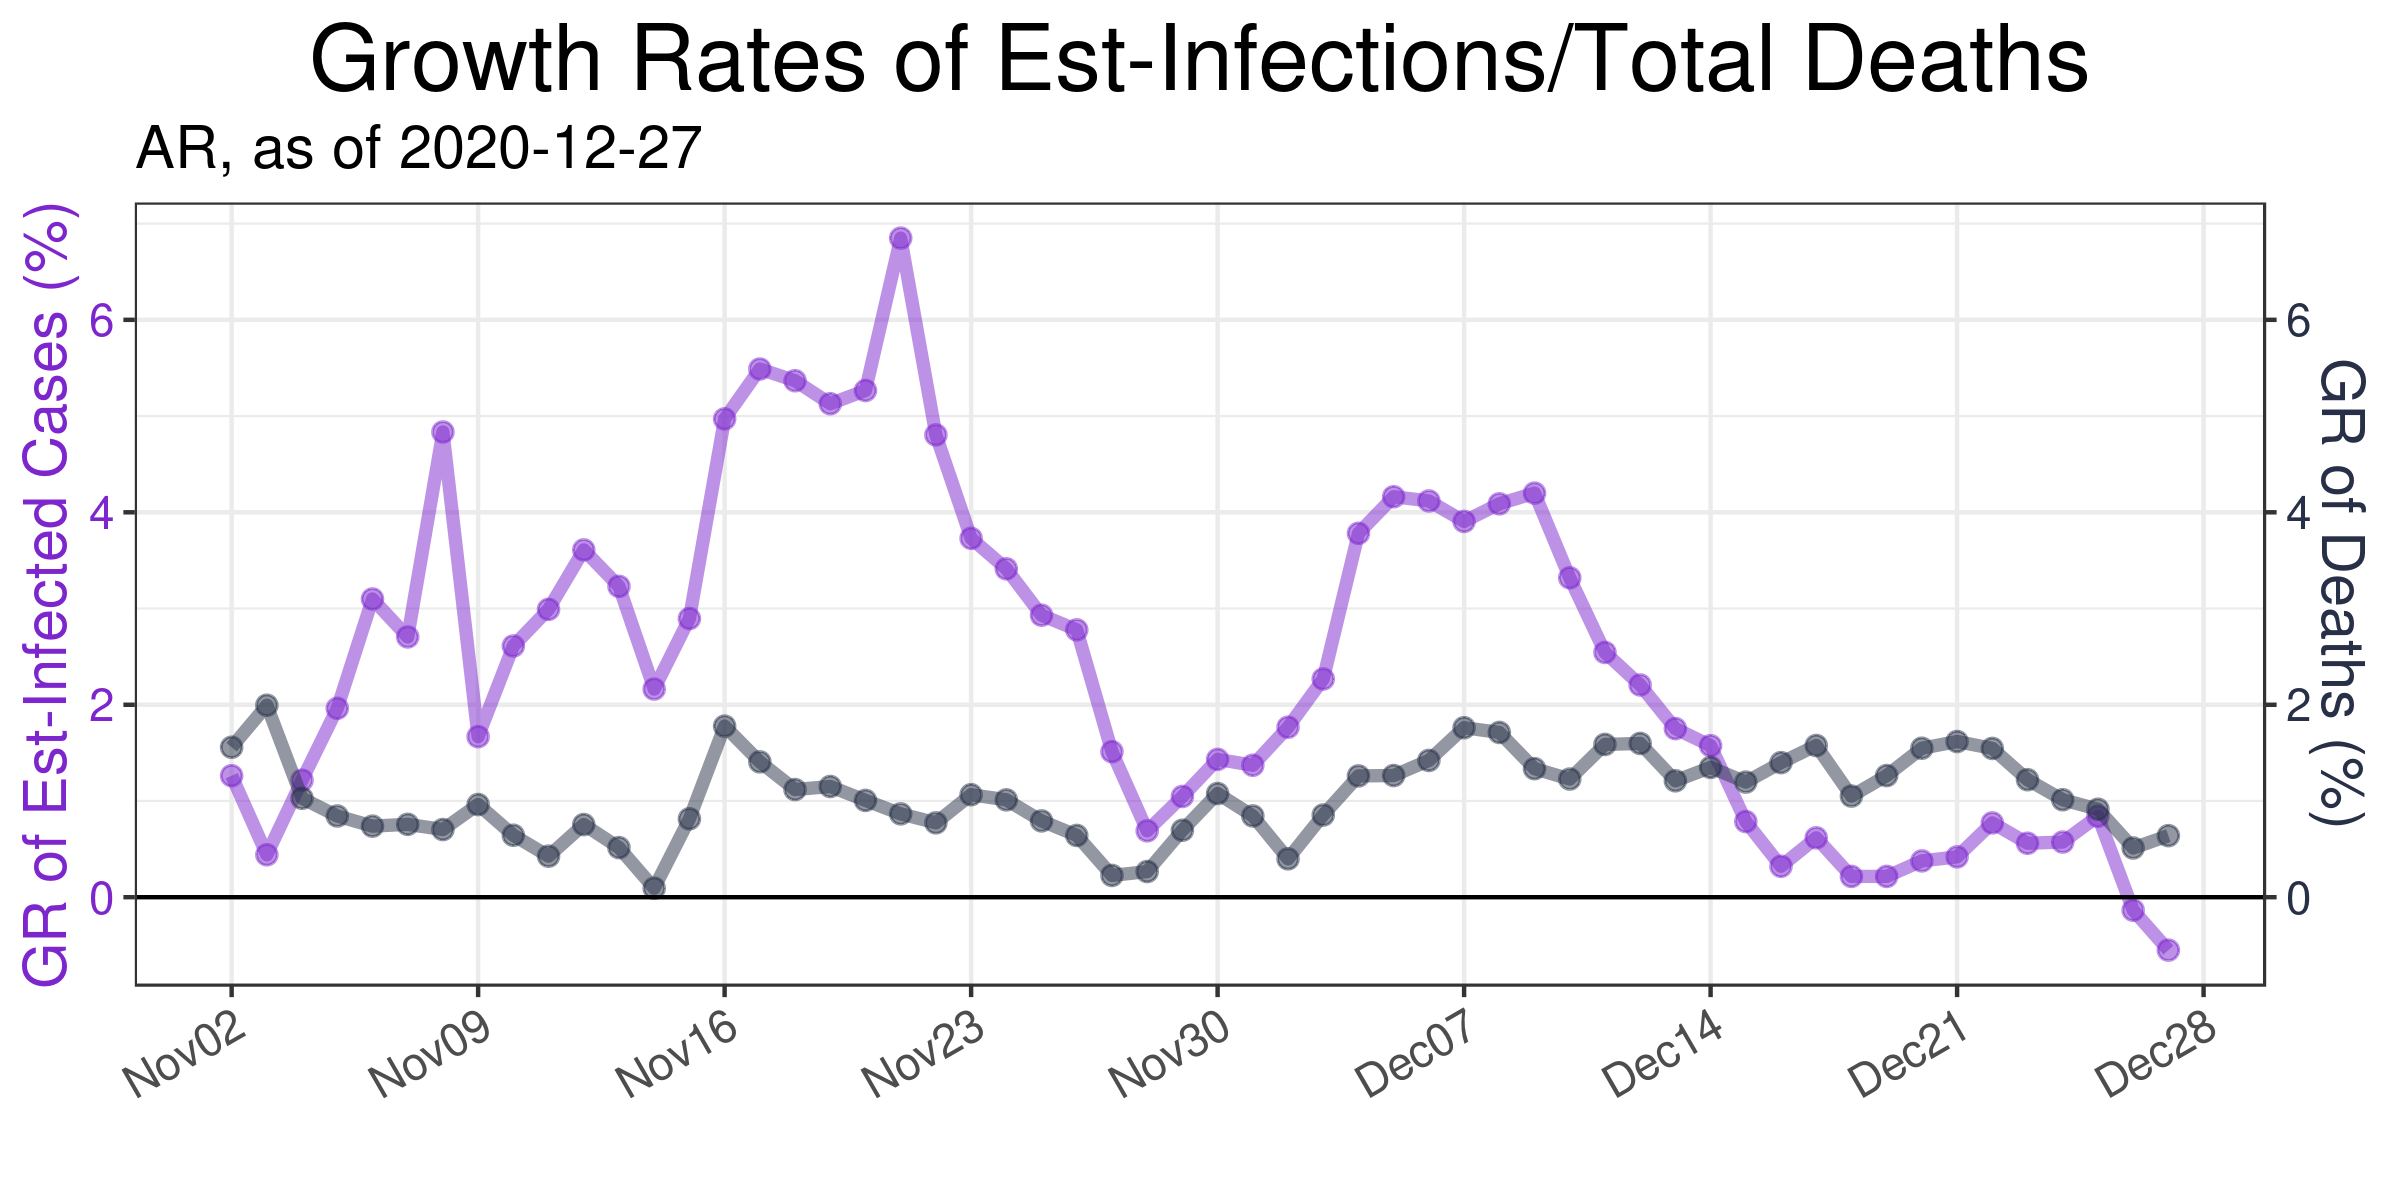 Growth Rates of Est-Infections/Total Deaths
AR, as of 2020-12-27
GR of Est-Infected Cases (%)
6
4
2
0
6
4
2
0
GR of Deaths (%)
Nov02
Nov09
Nov16
Nov23
Nov30
Dec07
Dec14
Dec21
Dec28